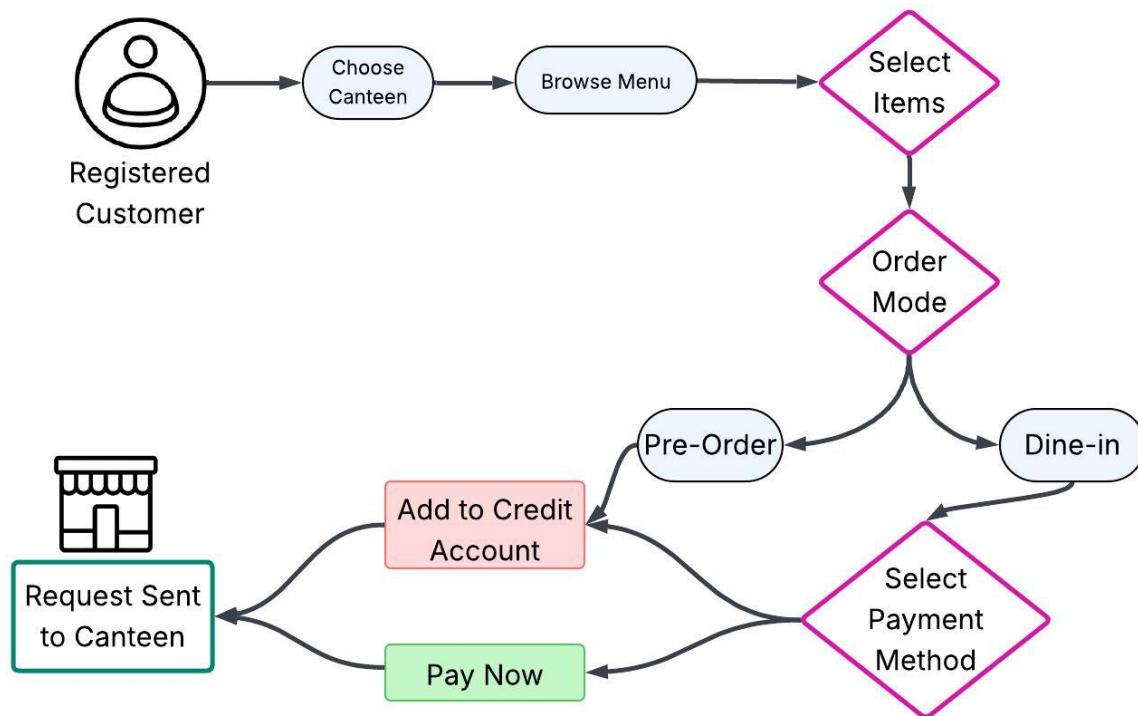 Registered
Customer
Choose
Canteen
Browse Menu
Select
Items
Order
Mode
Pre-Order
Dine-in
Add to Credit
Account
Select
Payment
Method
Request Sent
to Canteen
Pay Now